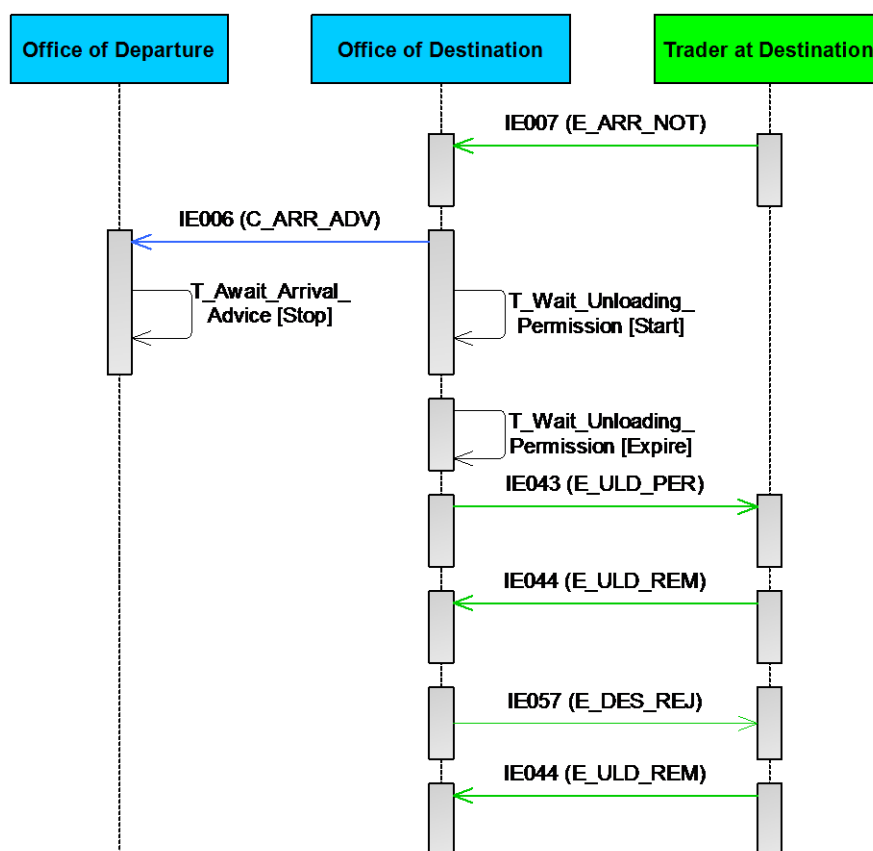 Office of Departure
Office of Destination
Trader at Destination
IE007 (E_ARR_NOT)
IE006 (C_ARR_ADV)
T_Await_Arrival_
Advice [Stop]
T_Wait_Unloading_
Permission [Start]
T_Wait_Unloading_
Permission [Expire]
IE043 (E_ULD_PER)
IE044 (E_ULD_REM)
IE057 (E_DES_REJ)
IE044 (E_ULD_REM)